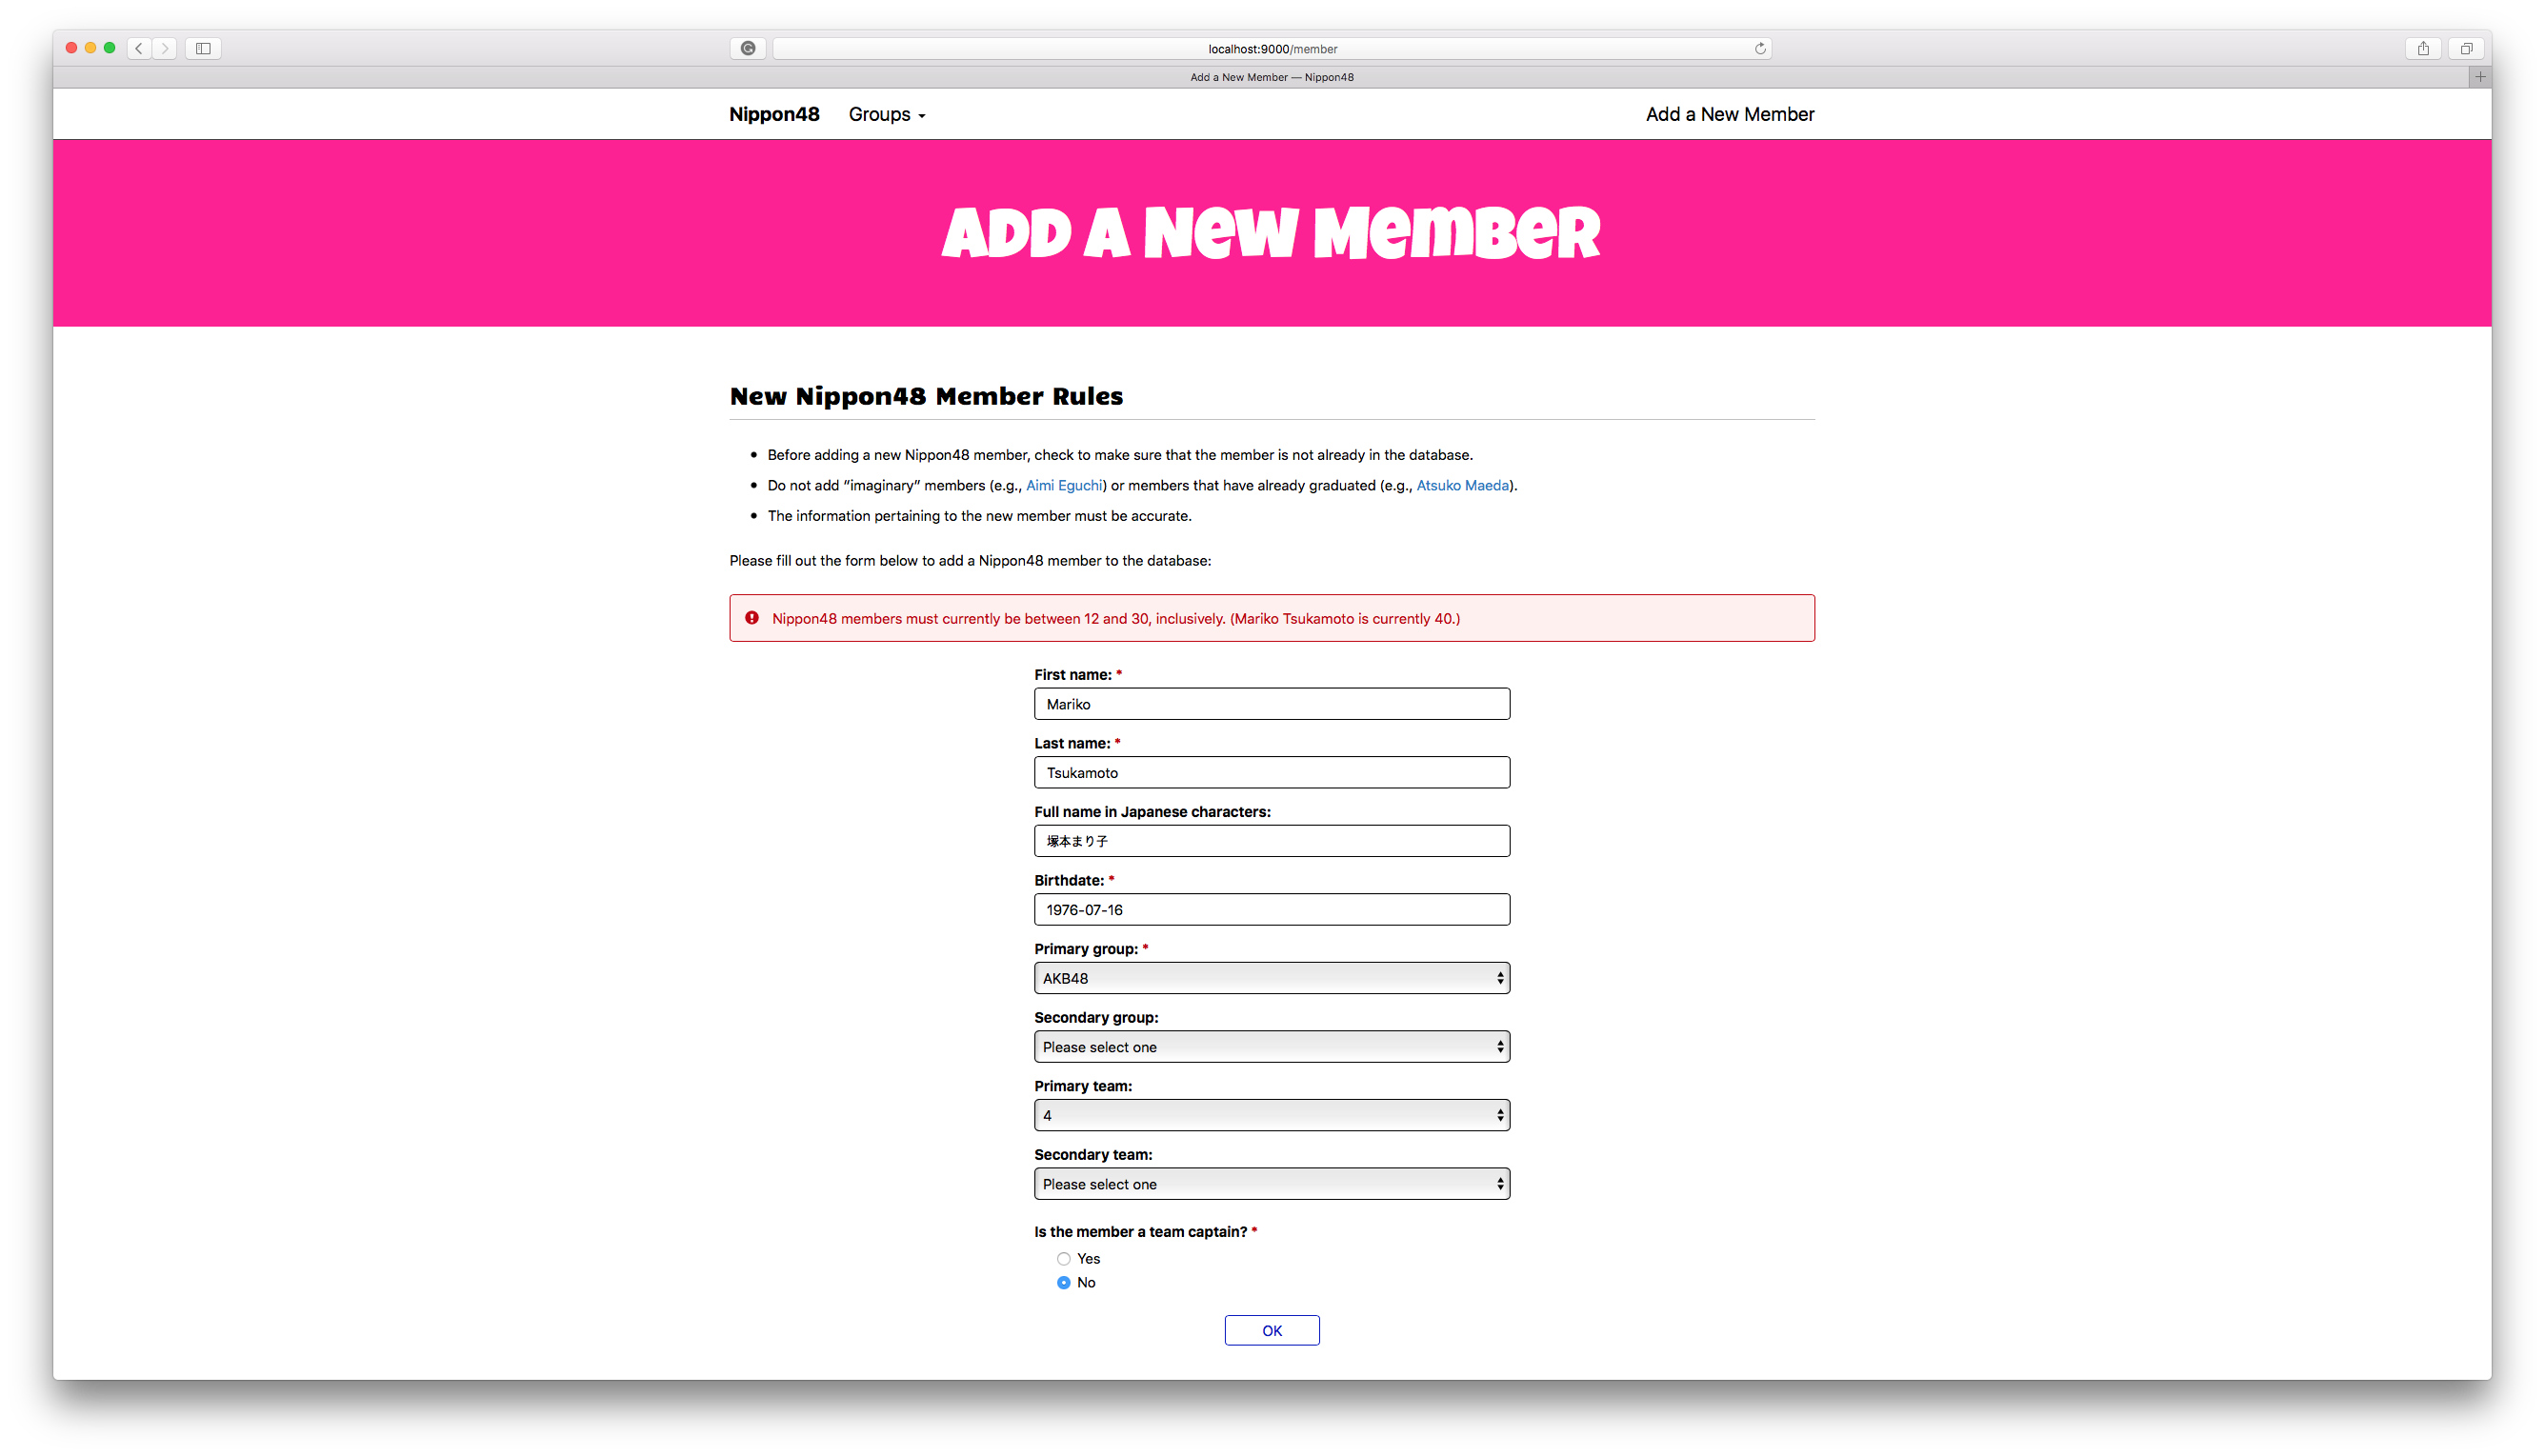 localhost:9000/member
Add a New Member — Nippon48
Nippon48 Groups Add a New Member
ADD A New MemBeR
New Nippon48 Member Rules
• Before adding a new Nippon48 member, check to make sure that the member is not already in the database.
• Do not add “imaginary” members (e.g., Aimi Eguchi) or members that have already graduated (e.g., Atsuko Maeda).
• The information pertaining to the new member must be accurate.
Please fill out the form below to add a Nippon48 member to the database:
Nippon48 members must currently be between 12 and 30, inclusively. (Mariko Tsukamoto is currently 40.)
First name: *
Mariko
Last name: *
Tsukamoto
Full name in Japanese characters:
塚本まり子
Birthdate: *
1976-07-16
Primary group: *
AKB48
Secondary group:
Please select one
Primary team:
4
Secondary team:
Please select one
Is the member a team captain? *
Yes
No
OK